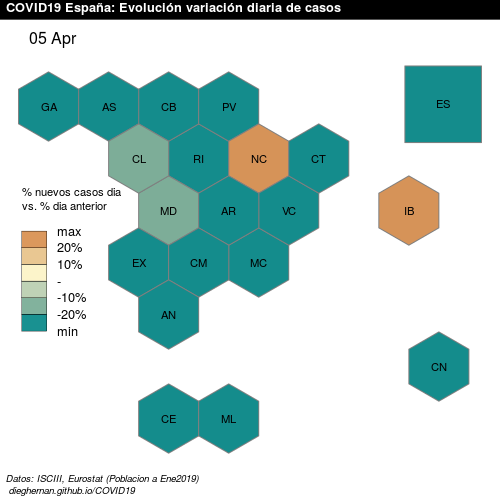 COVID19 España: Evolución variación diaria de casos
05 Apr
ES
GA AS CB PV
CL RI NC CT
% nuevos casos dia
vs. % dia anterior
MD AR VC IB
max
20%
10%
-
-10%
-20%
min
EX CM MC
AN
CN
CE ML
Datos: ISCIII, Eurostat (Poblacion a Ene2019)
dieghernan.github.io/COVID19